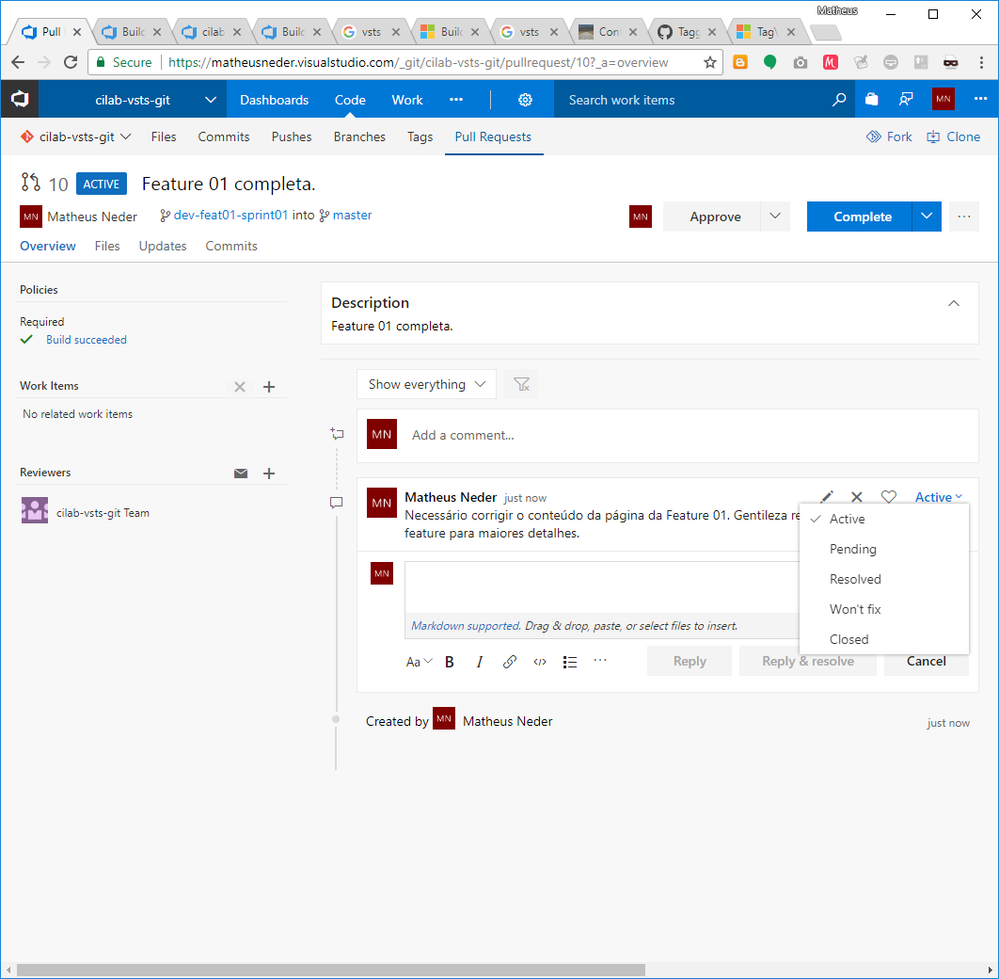 Matheus
Pull
Build
cilab
Build
vsts
Build
vsts
Con
Tagg
Tag
Secure https://matheusneder.visualstudio.com/_git/cilab-vsts-git/pullrequest/10?_a=overview
cilab-vsts-git Dashboards Code Work ··· Search work items MN ···
cilab-vsts-git Files Commits Pushes Branches Tags Pull Requests Fork Clone
10 ACTIVE Feature 01 completa.
MN Matheus Neder dev-feat01-sprint01 into master MN Approve Complete ···
Overview Files Updates Commits
Policies
Required
Build succeeded
Work Items
No related work items
Reviewers
cilab-vsts-git Team
Description
Feature 01 completa.
Show everything
MN Add a comment...
MN Matheus Neder just now Active
Necessário corrigir o conteúdo da página da Feature 01. Gentileza re
feature para maiores detalhes.
Active
Pending
Resolved
Won't fix
Closed
MN
Markdown supported. Drag & drop, paste, or select files to insert.
Aa B I ··· Reply Reply & resolve Cancel
Created by MN Matheus Neder just now